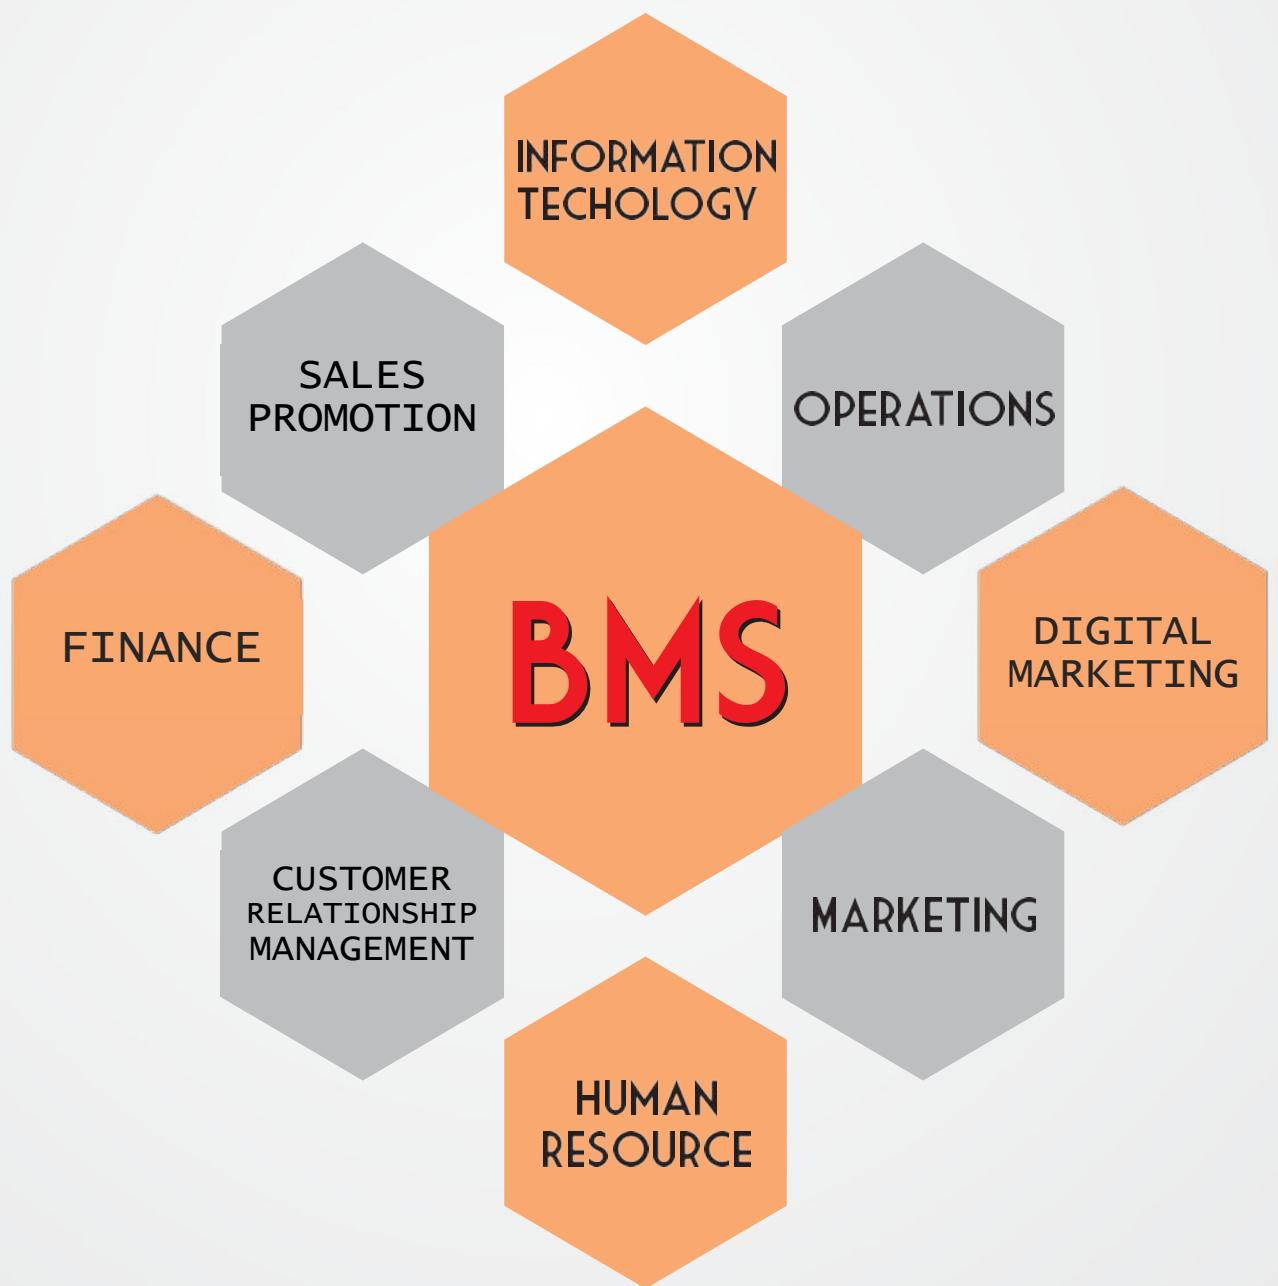 INFORMATION
TECHOLOGY
SALES
PROMOTION
OPERATIONS
FINANCE
BMS
DIGITAL
MARKETING
CUSTOMER
RELATIONSHIP
MANAGEMENT
MARKETING
HUMAN
RESOURCE